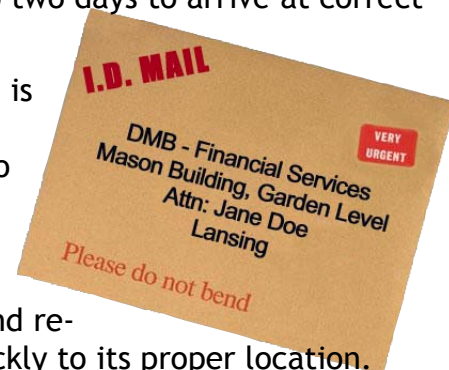 two days to arrive at correct
is
I.D. MAIL
VERY
URGENT
DMB - Financial Services
Mason Building, Garden Level
Attn: Jane Doe
Lansing
Please do not bend
nd re-
ckly to its proper location.